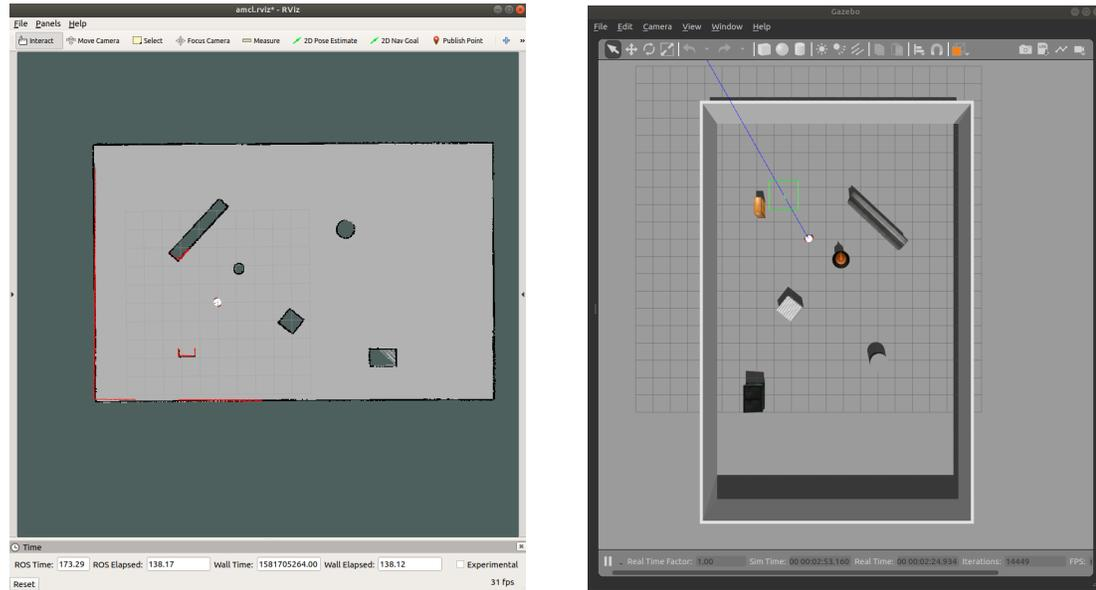 amcl.rviz* - RViz
File Panels Help
Interact Move Camera Select Focus Camera Measure 2D Pose Estimate 2D Nav Goal Publish Point »
Time
ROS Time: 173.29 ROS Elapsed: 138.17 Wall Time: 1581705264.00 Wall Elapsed: 138.12 Experimental
Reset 31 fps
Gazebo
File Edit Camera View Window Help
Real Time Factor: 1.00 Sim Time: 00 00:02:53.160 Real Time: 00 00:02:24.934 Iterations: 14449 FPS: